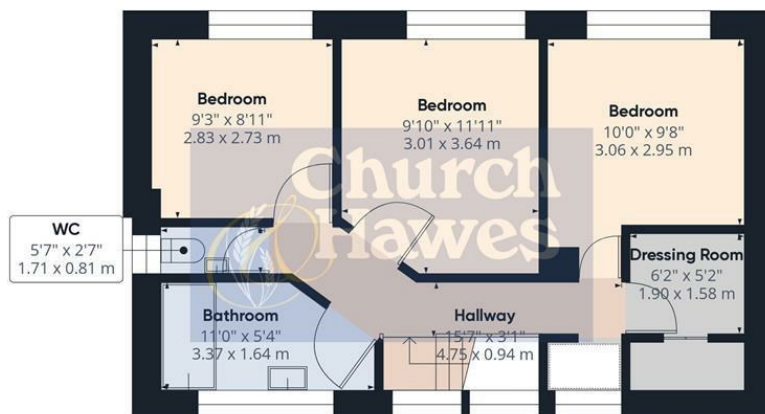 Bedroom
9'3" x 8'11"
2.83 x 2.73 m
Bedroom
9'10" x 11'11"
3.01 x 3.64 m
Bedroom
10'0" x 9'8"
3.06 x 2.95 m
Church
Hawes
WC
5'7" x 2'7"
1.71 x 0.81 m
Dressing Room
6'2" x 5'2"
1.90 x 1.58 m
Bathroom
11'0" x 5'4"
3.37 x 1.64 m
Hallway
15'7" x 3'1"
4.75 x 0.94 m